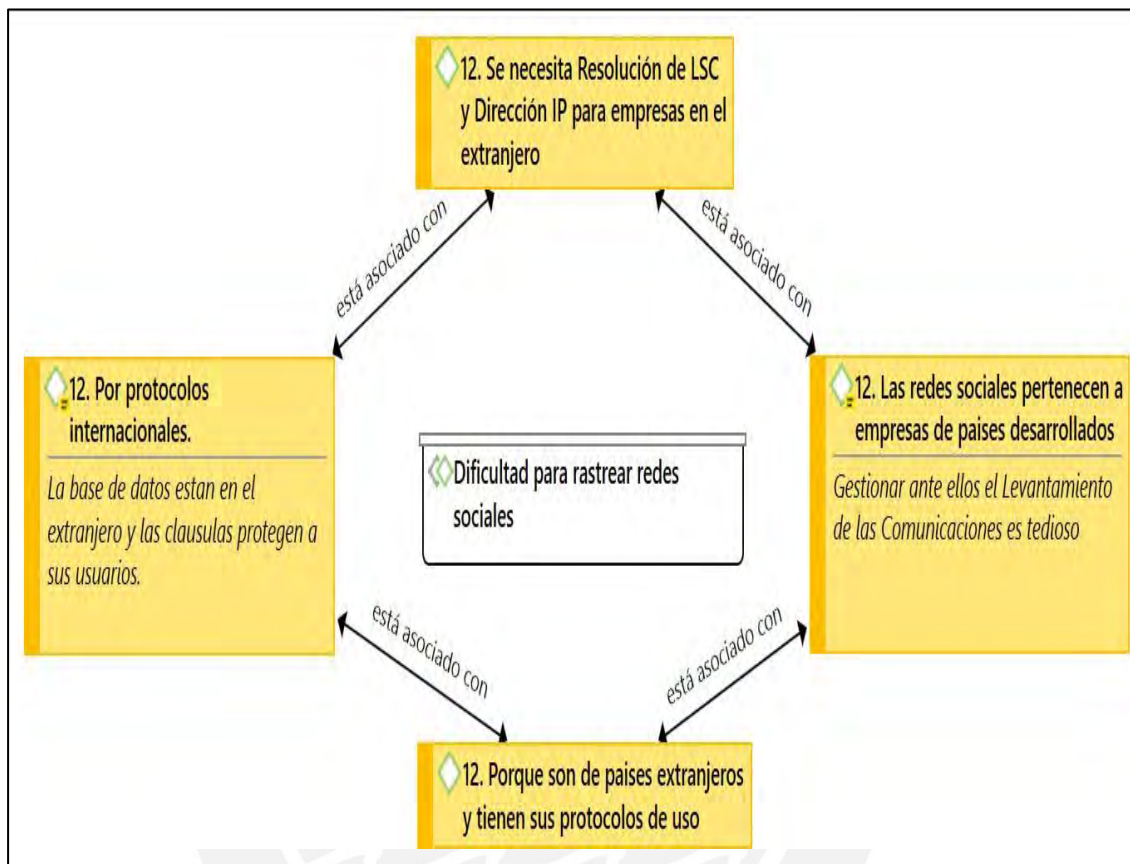 12. Se necesita Resolución de LSC
y Dirección IP para empresas en el
extranjero
está asociado con
está asociado con
12. Por protocolos
internacionales.
La base de datos estan en el
extranjero y las clausulas protegen a
sus usuarios.
Dificultad para rastrear redes
sociales
12. Las redes sociales pertenecen a
empresas de paises desarrollados
Gestionar ante ellos el Levantamiento
de las Comunicaciones es tedioso
está asociado con
está asociado con
12. Porque son de paises extranjeros
y tienen sus protocolos de uso